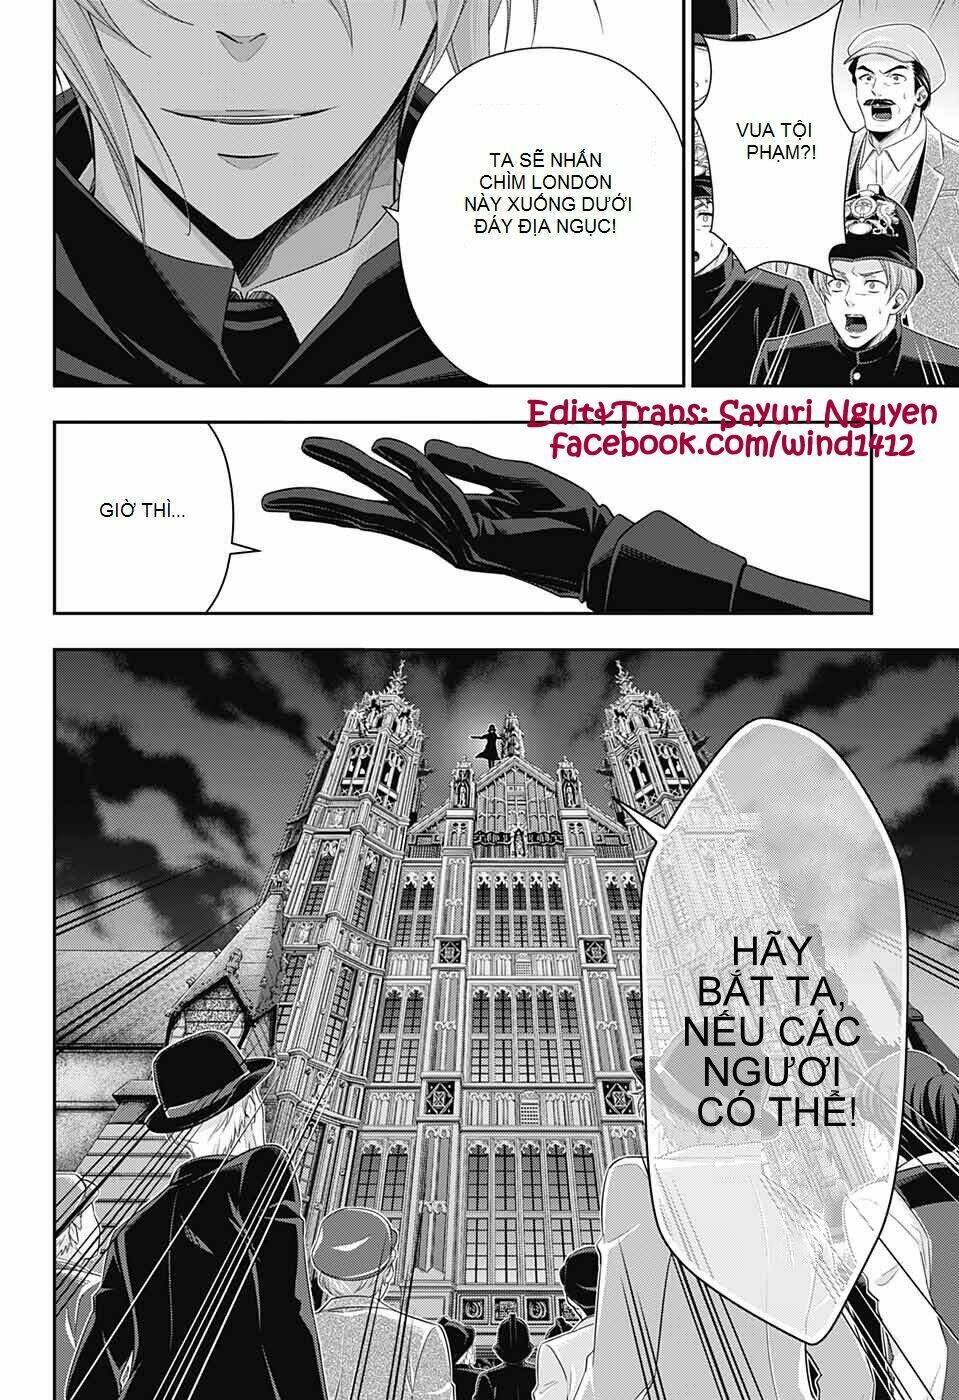 VUA TỘI
PHẠM?!
TA SẼ NHẤN
CHÌM LONDON
NÀY XUỐNG DƯỚI
ĐÁY ĐỊA NGỤC!
Edit&Trans: Sayuri Nguyen
facebook.com/wind1412
GIỜ THÌ...
HÃY
BẮT TA,
NẾU CÁC
NGƯƠI
CÓ THỂ!